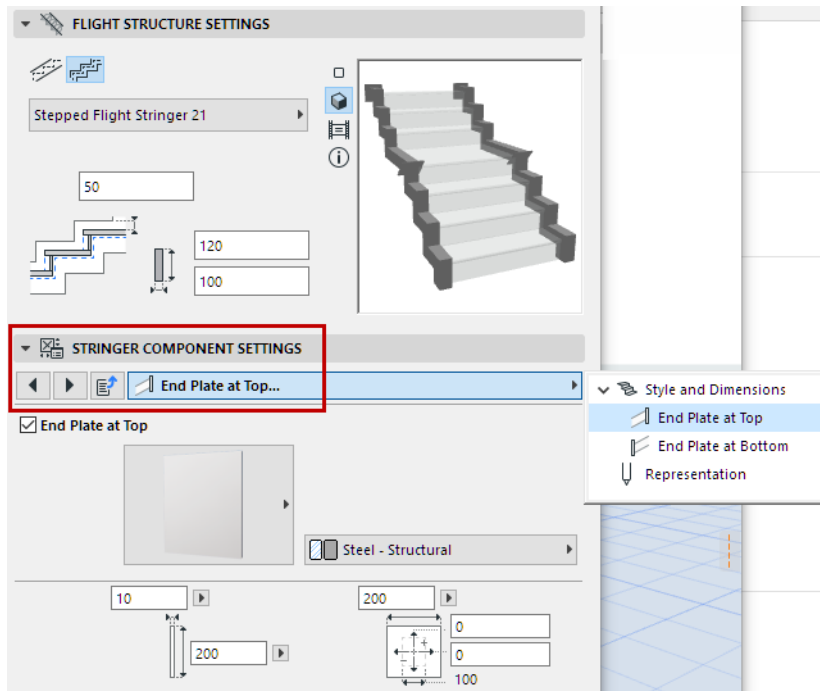 FLIGHT STRUCTURE SETTINGS
Stepped Flight Stringer 21
50
120
100
STRINGER COMPONENT SETTINGS
End Plate at Top...
Style and Dimensions
End Plate at Top
End Plate at Bottom
Representation
End Plate at Top
Steel - Structural
10
200
200
0
0
100